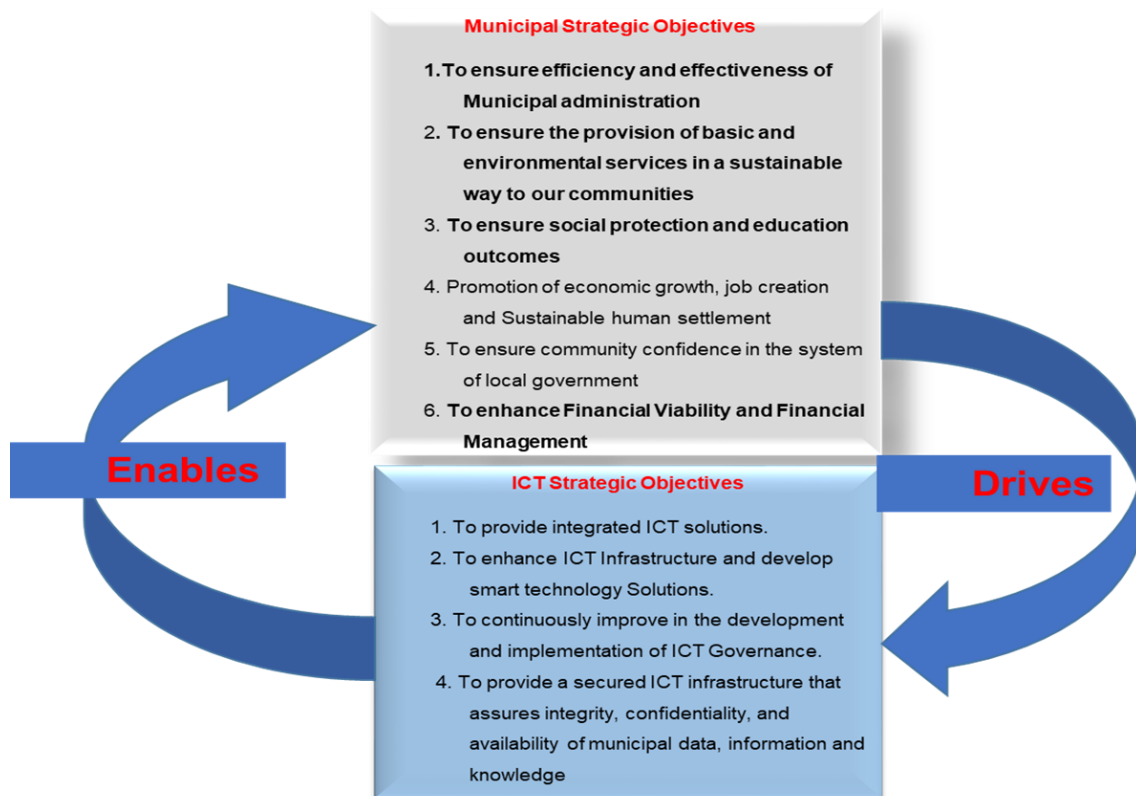 Municipal Strategic Objectives
1.To ensure efficiency and effectiveness of
Municipal administration
2. To ensure the provision of basic and
environmental services in a sustainable
way to our communities
3. To ensure social protection and education
outcomes
4. Promotion of economic growth, job creation
and Sustainable human settlement
5. To ensure community confidence in the system
of local government
6. To enhance Financial Viability and Financial
Management
Enables
Drives
ICT Strategic Objectives
1. To provide integrated ICT solutions.
2. To enhance ICT Infrastructure and develop
smart technology Solutions.
3. To continuously improve in the development
and implementation of ICT Governance.
4. To provide a secured ICT infrastructure that
assures integrity, confidentiality, and
availability of municipal data, information and
knowledge